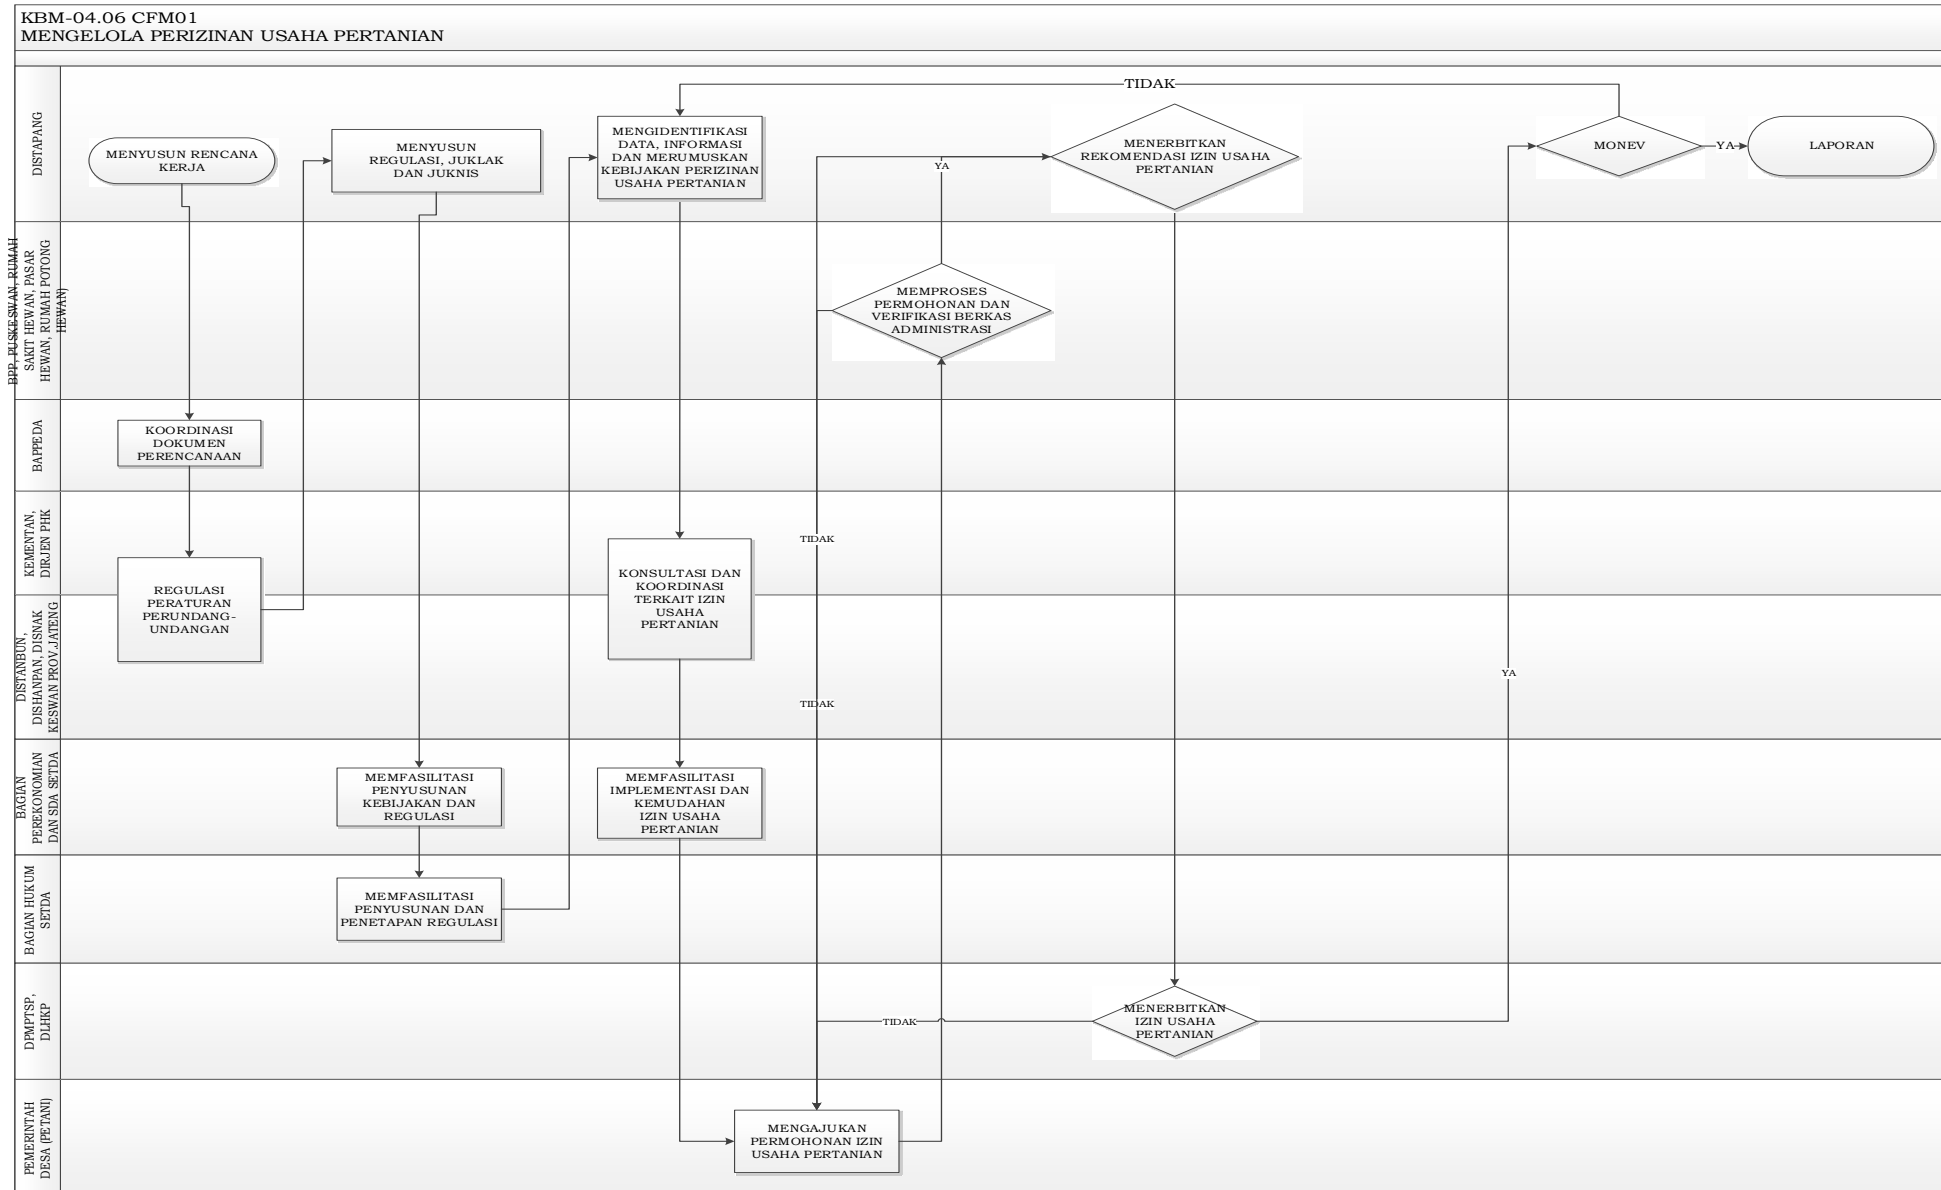 KBM-04.06 CFM01
MENGELOLA PERIZINAN USAHA PERTANIAN
DISTAPANG
MENYUSUN RENCANA
KERJA
MENYUSUN
REGULASI, JUKLAK
DAN JUKNIS
MENGIDENTIFIKASI
DATA, INFORMASI
DAN MERUMUSKAN
KEBIJAKAN PERIZINAN
USAHA PERTANIAN
TIDAK
YA
MENERBITKAN
REKOMENDASI IZIN USAHA
PERTANIAN
MONEV
YA
LAPORAN
BPP, PUSKESWAN, RUMAH
SAKIT HEWAN, PASAR
HEWAN, RUMAH POTONG
HEWAN)
MEMPROSES
PERMOHONAN DAN
VERIFIKASI BERKAS
ADMINISTRASI
BAPPEDA
KOORDINASI
DOKUMEN
PERENCANAAN
KEMENTAN,
DIRJEN PHK
REGULASI
PERATURAN
PERUNDANG-
UNDANGAN
KONSULTASI DAN
KOORDINASI
TERKAIT IZIN
USAHA
PERTANIAN
TIDAK
DISTANBUN,
DISHANPAN, DISNAK
KESWAN PROV.JATENG
TIDAK
YA
BAGIAN
PEREKONOMIAN
DAN SDA SETDA
MEMFASILITASI
PENYUSUNAN
KEBIJAKAN DAN
REGULASI
MEMFASILITASI
IMPLEMENTASI DAN
KEMUDAHAN
IZIN USAHA
PERTANIAN
BAGIAN HUKUM
SETDA
MEMFASILITASI
PENYUSUNAN DAN
PENETAPAN REGULASI
DPMPTSP,
DLHKP
TIDAK
MENERBITKAN
IZIN USAHA
PERTANIAN
PEMERINTAH
DESA (PETANI)
MENGAJUKAN
PERMOHONAN IZIN
USAHA PERTANIAN